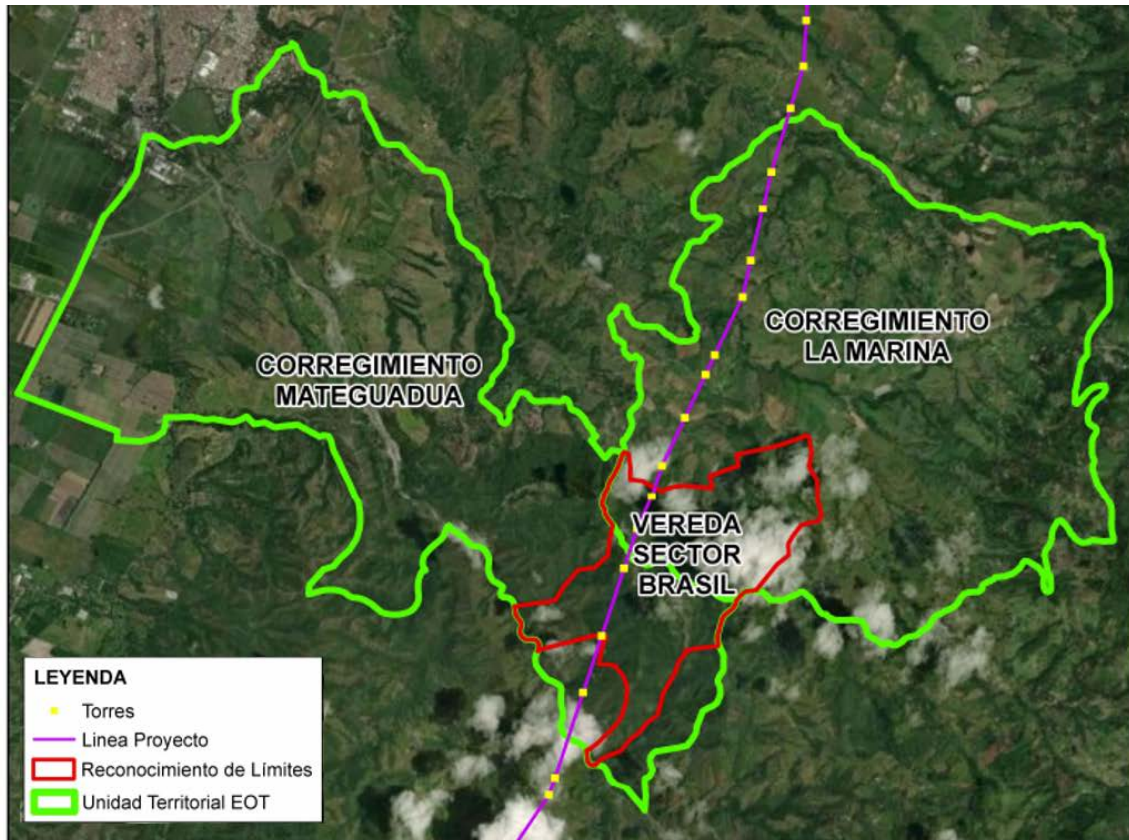 CORREGIMIENTO
MATEGUADUA
CORREGIMIENTO
LA MARINA
VEREDA
SECTOR
BRASIL
LEYENDA
Torres
Linea Proyecto
Reconocimiento de Límites
Unidad Territorial EOT